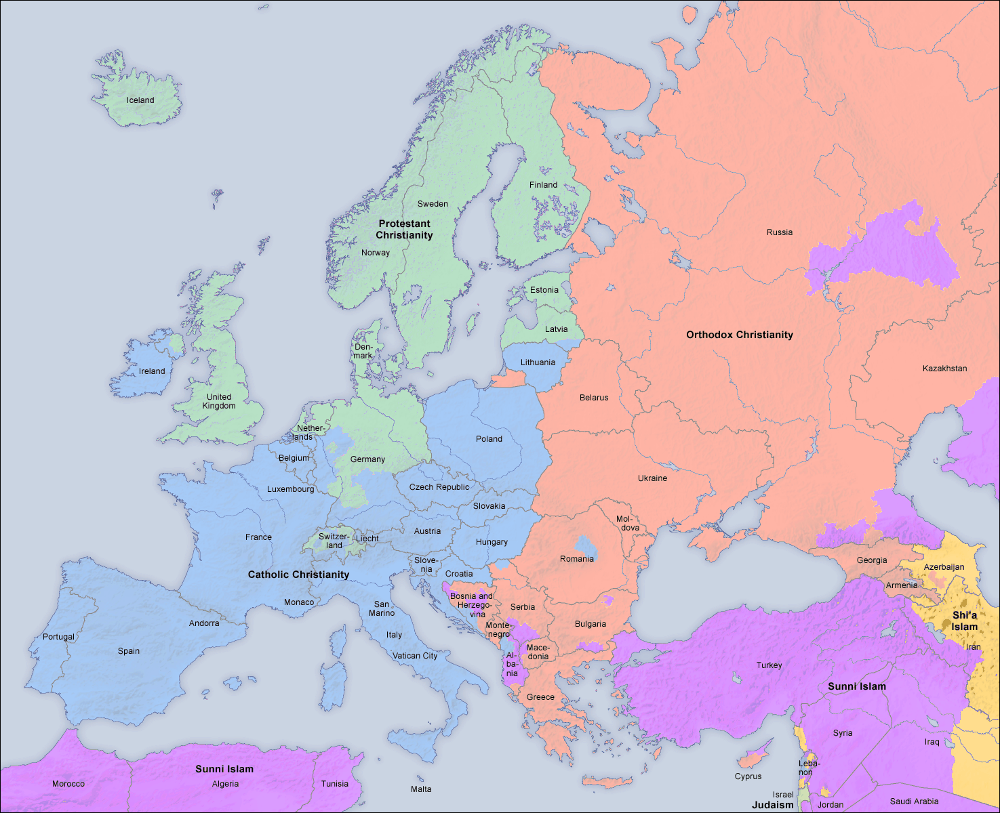 Iceland
Finland
Sweden
Protestant
Christianity
Norway
Russia
Estonia
Latvia
Orthodox Christianity
Den-
mark
Lithuania
Ireland
Kazakhstan
United
Kingdom
Belarus
Nether-
lands
Poland
Belgium
Germany
Ukraine
Luxembourg
Czech Republic
Slovakia
Mol-
dova
Austria
France
Switzer-
land
Liecht.
Hungary
Romania
Georgia
Slove-
nia
Azerbaijan
Catholic Christianity
Croatia
Armenia
Monaco
San
Marino
Bosnia and
Herzego-
vina
Serbia
Shi'a
Islam
Andorra
Monte-
negro
Bulgaria
Portugal
Italy
Mace-
donia
Iran
Spain
Vatican City
Al-
ba-
nia
Turkey
Sunni Islam
Greece
Syria
Iraq
Sunni Islam
Leba-
non
Cyprus
Morocco
Algeria
Tunisia
Malta
Israel
Judaism
Jordan
Saudi Arabia